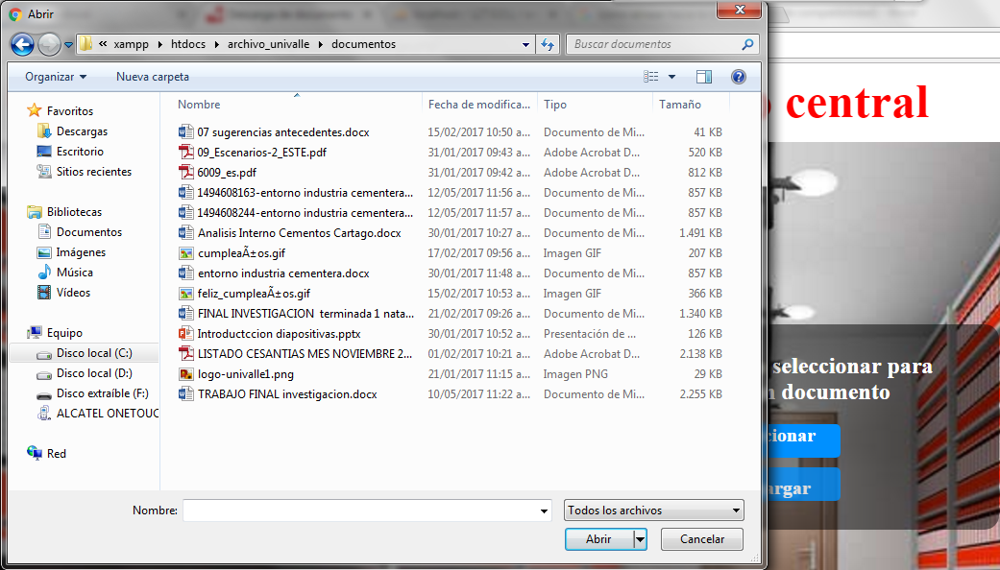 Abrir
« xampp htdocs archivo_univalle documentos Buscar documentos
Organizar Nueva carpeta
Favoritos
Descargas
Escritorio
Sitios recientes
Bibliotecas
Documentos
Imágenes
Música
Vídeos
Equipo
Disco local (C:)
Disco local (D:)
Disco extraíble (F:)
ALCATEL ONETOUC
Red
Nombre Fecha de modifica... Tipo Tamaño
07 sugerencias antecedentes.docx 15/02/2017 10:50 a... Documento de Mi... 41 KB
09_Escenarios-2_ESTE.pdf 31/01/2017 09:43 a... Adobe Acrobat D... 520 KB
6009_es.pdf 31/01/2017 09:42 a... Adobe Acrobat D... 812 KB
1494608163-entorno industria cementera... 12/05/2017 11:56 a... Documento de Mi... 857 KB
1494608244-entorno industria cementera... 12/05/2017 11:57 a... Documento de Mi... 857 KB
Analisis Interno Cementos Cartago.docx 30/01/2017 10:27 a... Documento de Mi... 1.491 KB
cumpleaÃ±os.gif 17/02/2017 09:56 a... Imagen GIF 207 KB
entorno industria cementera.docx 30/01/2017 11:48 a... Documento de Mi... 857 KB
feliz_cumpleaÃ±os.gif 15/02/2017 10:53 a... Imagen GIF 366 KB
FINAL INVESTIGACION terminada 1 nata... 21/02/2017 09:26 a... Documento de Mi... 1.340 KB
Introductccion diapositivas.pptx 30/01/2017 10:52 a... Presentación de ... 126 KB
LISTADO CESANTIAS MES NOVIEMBRE 2... 01/02/2017 10:21 a... Adobe Acrobat D... 2.138 KB
logo-univalle1.png 21/01/2017 11:15 a... Imagen PNG 29 KB
TRABAJO FINAL investigacion.docx 10/05/2017 11:22 a... Documento de Mi... 2.255 KB
Nombre: Todos los archivos
Abrir Cancelar
central
seleccionar para
documento
cionar
argar